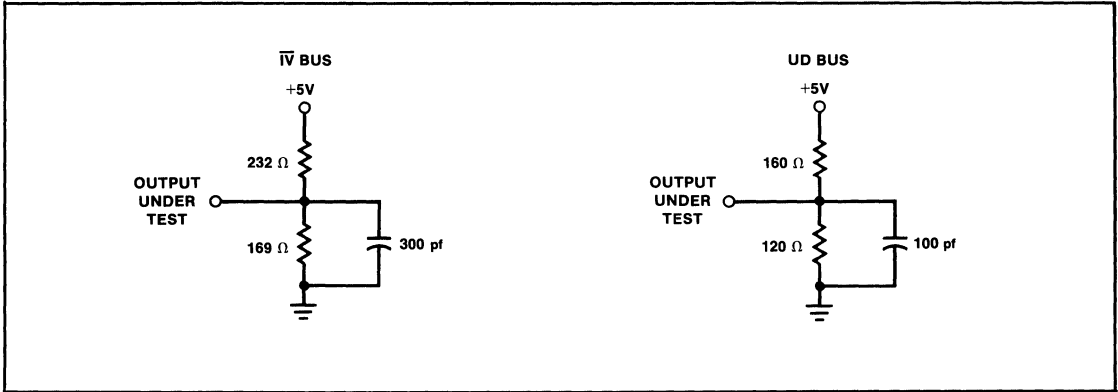 I̅V̅ BUS
+5V
232 Ω
OUTPUT
UNDER
TEST
169 Ω
300 pf
UD BUS
+5V
160 Ω
OUTPUT
UNDER
TEST
120 Ω
100 pf